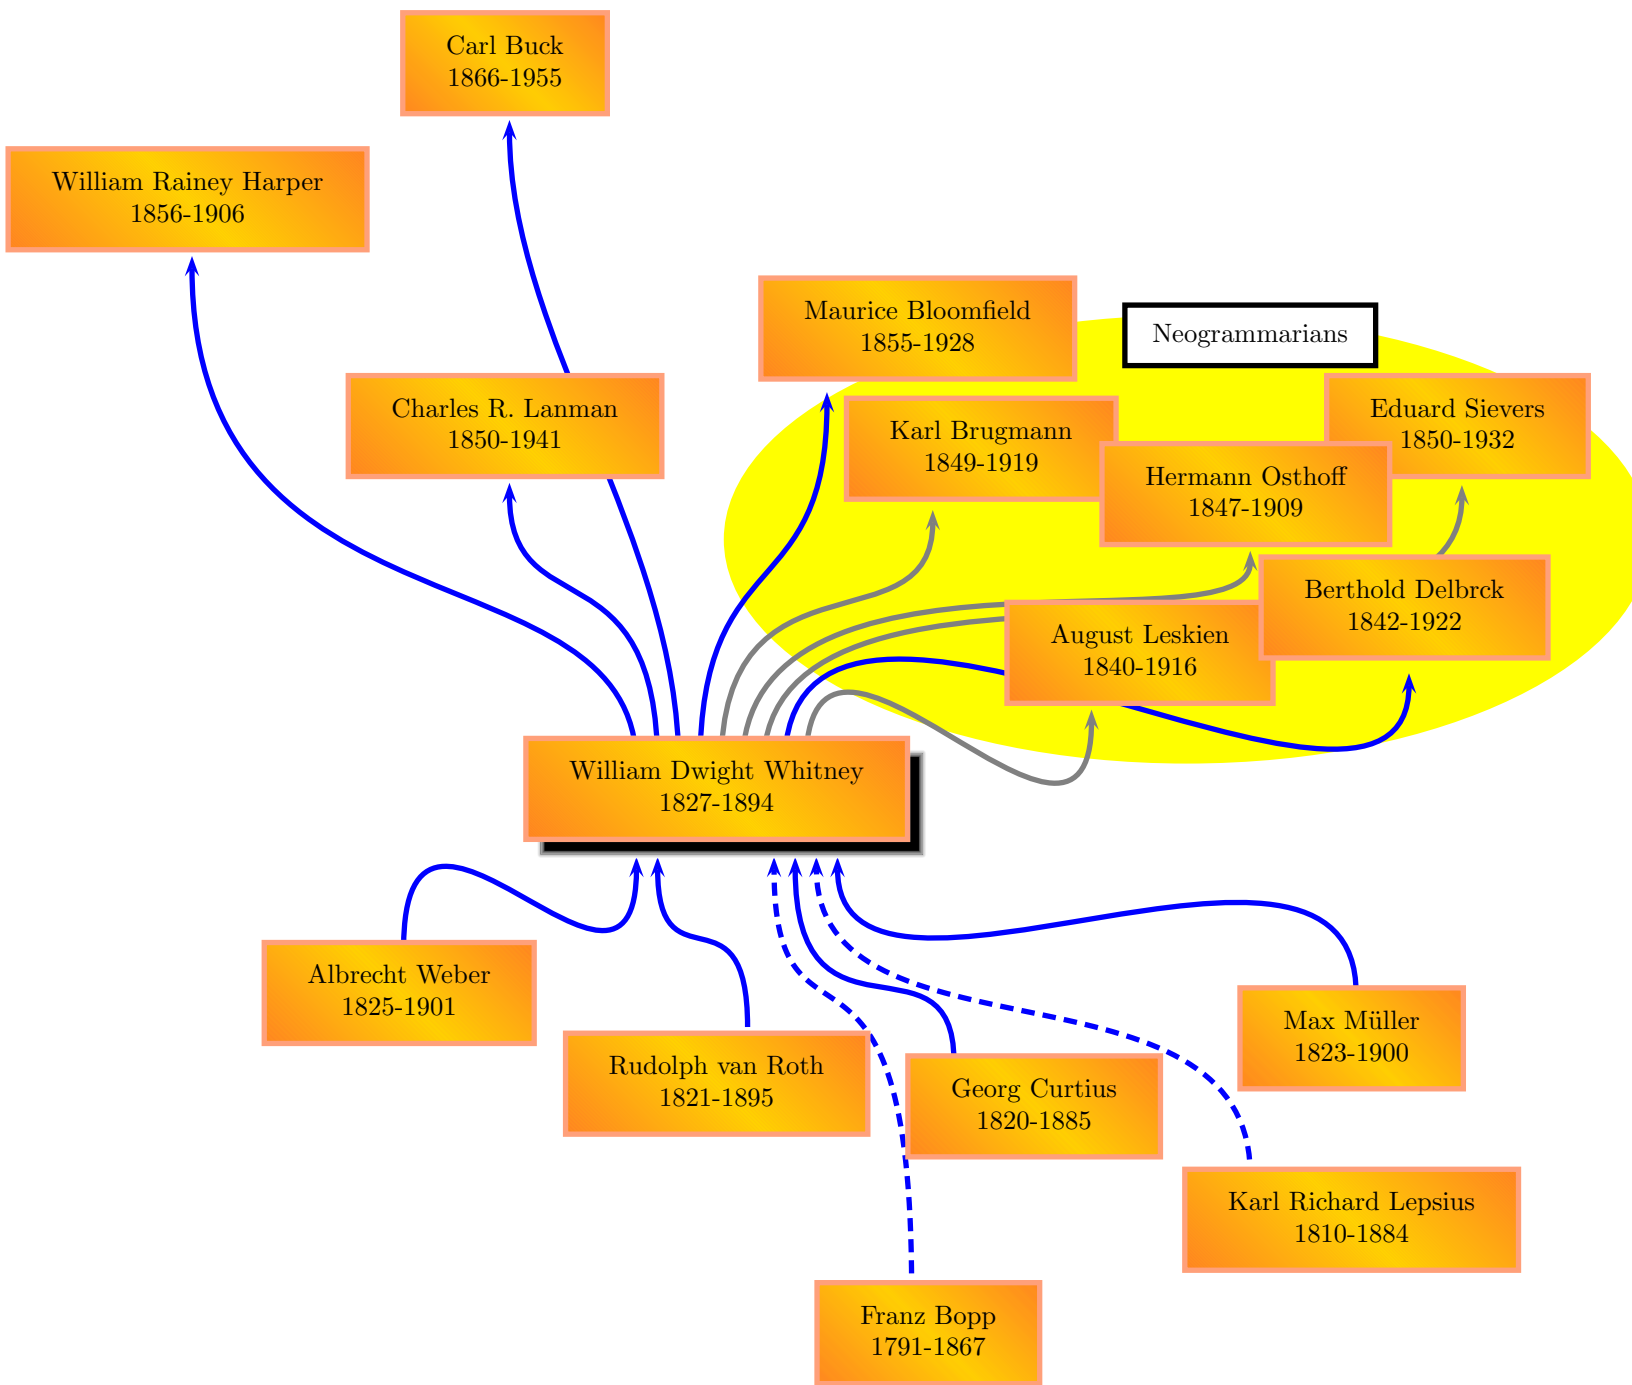 Carl Buck
1866-1955
William Rainey Harper
1856-1906
Maurice Bloomfield
1855-1928
Neogrammarians
Charles R. Lanman
1850-1941
Eduard Sievers
1850-1932
Karl Brugmann
1849-1919
Hermann Osthoff
1847-1909
Berthold Delbrck
1842-1922
August Leskien
1840-1916
William Dwight Whitney
1827-1894
Albrecht Weber
1825-1901
Max Müller
1823-1900
Rudolph van Roth
1821-1895
Georg Curtius
1820-1885
Karl Richard Lepsius
1810-1884
Franz Bopp
1791-1867